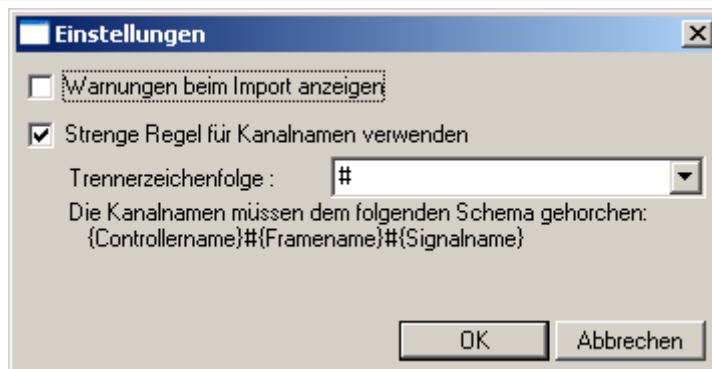 Einstellungen
Warnungen beim Import anzeigen
Strenge Regel für Kanalnamen verwenden
Trennerzeichenfolge : #
Die Kanalnamen müssen dem folgenden Schema gehorchen:
{Controllername}#{Framename}#{Signalname}
OK Abbrechen